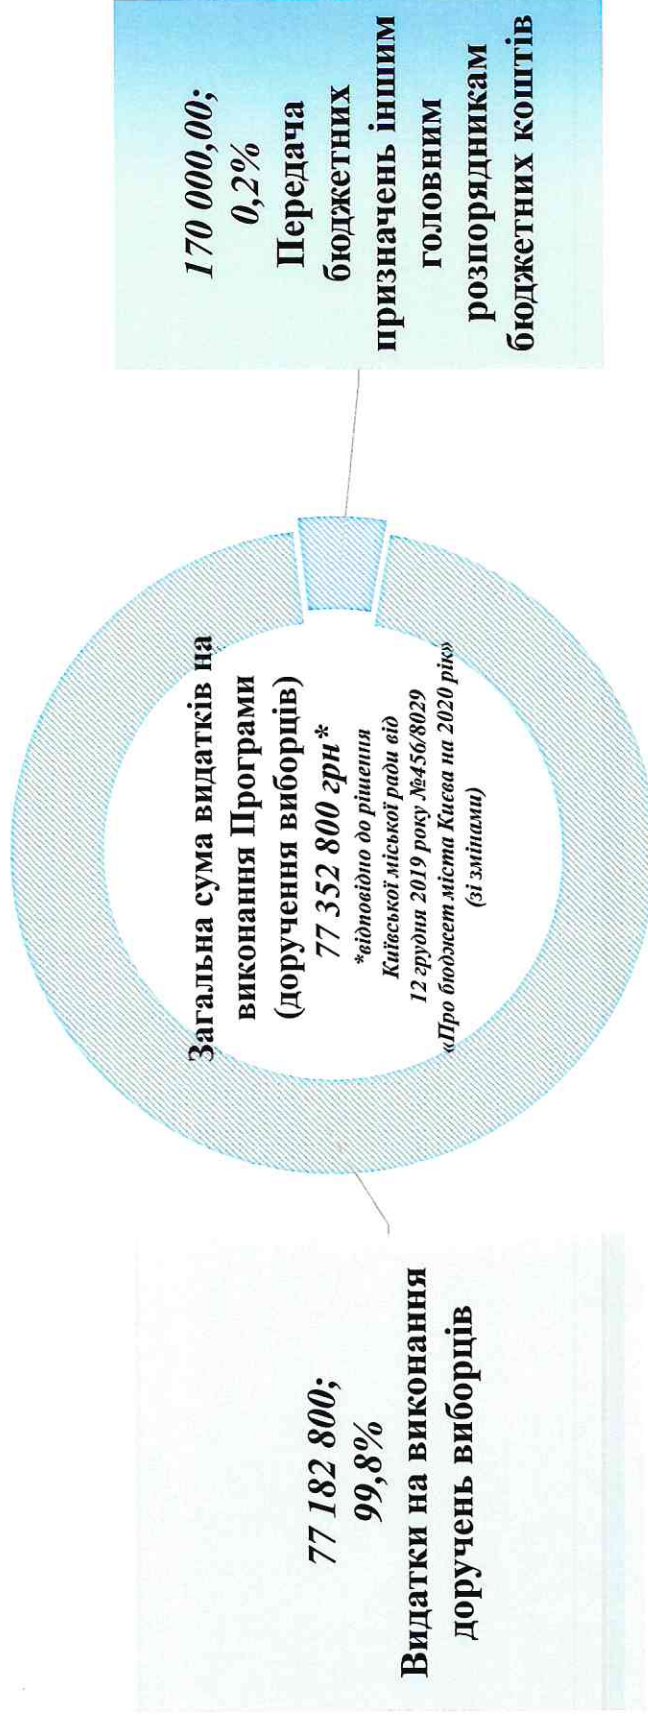 77 182 800;
99,8%
Видатки на виконання
доручень виборців
Загальна сума видатків на
виконання Програми
(доручення виборців)
77 352 800 грн*
*відповідно до рішення
Київської міської ради від
12 грудня 2019 року №456/8029
«Про бюджет міста Києва на 2020 рік»
(зі змінами)
170 000,00;
0,2%
Передача
бюджетних
призначень іншим
головним
розпорядникам
бюджетних коштів